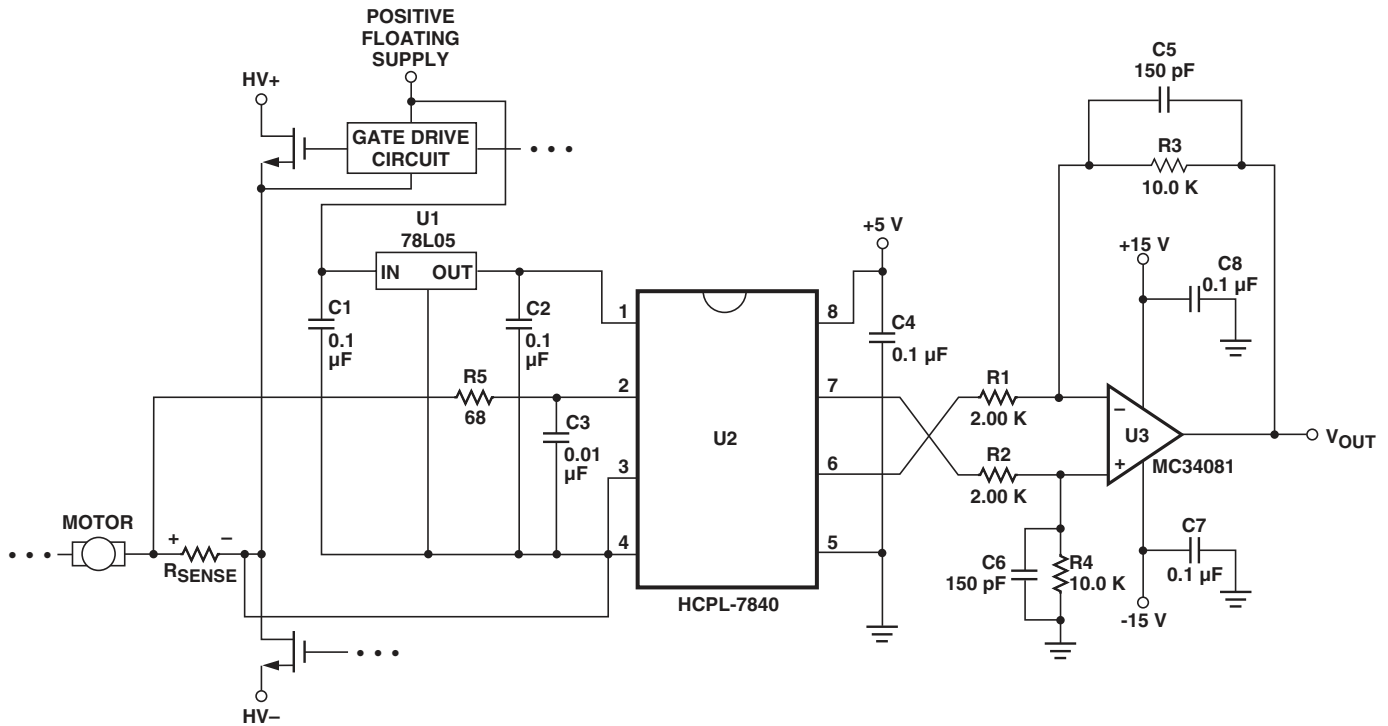 POSITIVE
FLOATING
SUPPLY
HV+
GATE DRIVE
CIRCUIT
U1
78L05
IN OUT
C1
0.1
µF
C2
0.1
µF
R5
68
C3
0.01
µF
MOTOR
+ −
RSENSE
HV–
1
2
3
4
8
7
6
5
U2
HCPL-7840
+5 V
C4
0.1 µF
R1
2.00 K
R2
2.00 K
C5
150 pF
R3
10.0 K
+15 V
C8
0.1 µF
–
U3
+
MC34081
VOUT
C6
150 pF
R4
10.0 K
C7
0.1 µF
-15 V